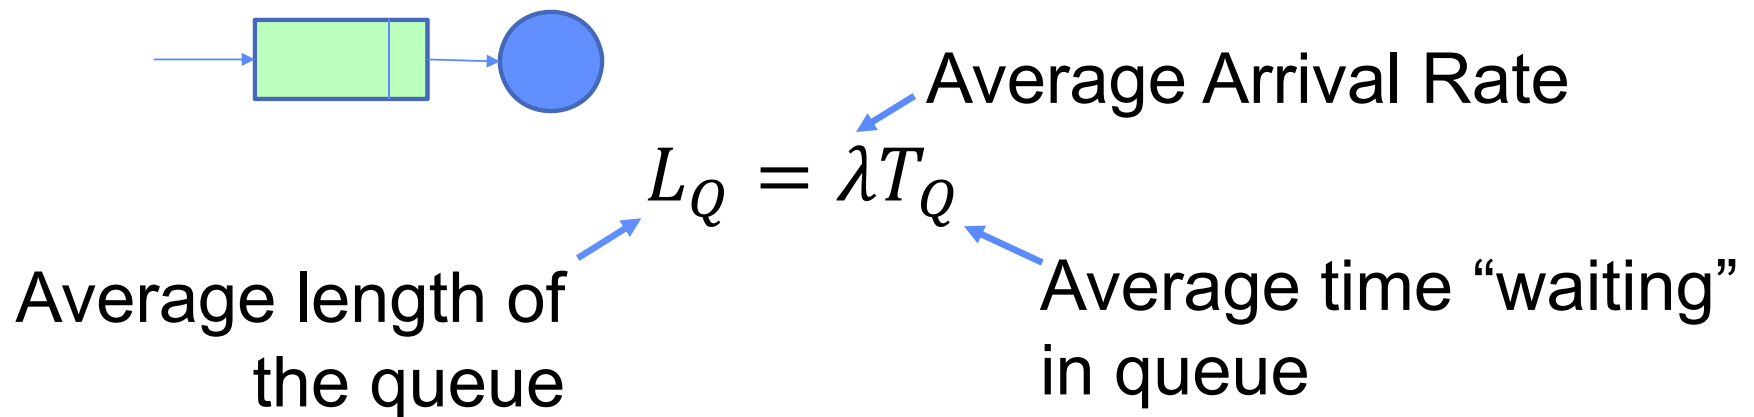 Average Arrival Rate
L_Q = λT_Q
Average length of
the queue
Average time “waiting”
in queue